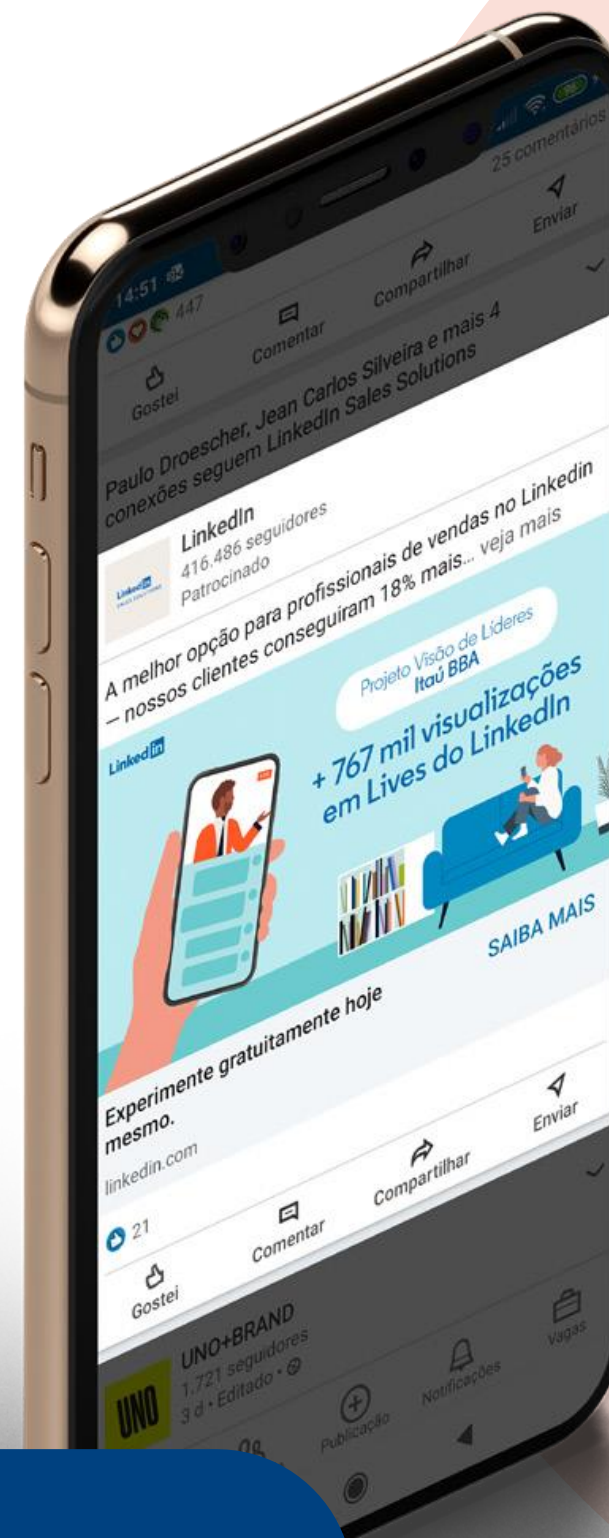 14:51
25 comentários
447
Gostei
Comentar
Compartilhar
Enviar
Paulo Droescher, Jean Carlos Silveira e mais 4
conexões seguem LinkedIn Sales Solutions
Linkedin
SALES SOLUTIONS
LinkedIn
416.486 seguidores
Patrocinado
A melhor opção para profissionais de vendas no Linkedin
– nossos clientes conseguiram 18% mais... veja mais
Linkedin
Projeto Visão de Líderes
Itaú BBA
+ 767 mil visualizações
em Lives do LinkedIn
SAIBA MAIS
Experimente gratuitamente hoje
mesmo.
linkedin.com
21
Gostei
Comentar
Compartilhar
Enviar
UNO
UNO+BRAND
1.721 seguidores
3 d • Editado •
Publicação
Notificações
Vagas